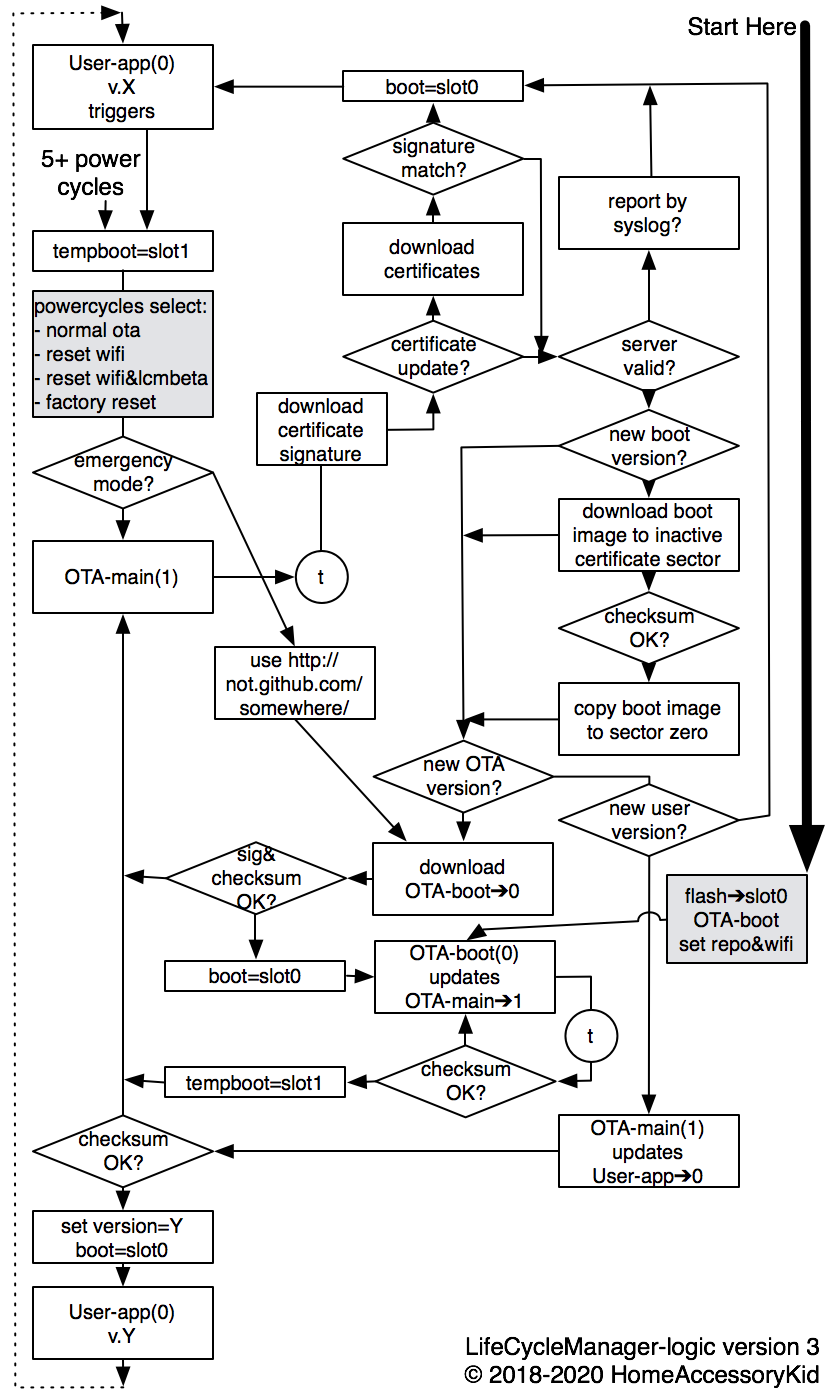 Start Here
User-app(0)
v.X
triggers
5+ power
cycles
tempboot=slot1
powercycles select:
- normal ota
- reset wifi
- reset wifi&lcmbeta
- factory reset
emergency
mode?
OTA-main(1)
t
download
certificate
signature
certificate
update?
download
certificates
signature
match?
boot=slot0
report by
syslog?
server
valid?
new boot
version?
download boot
image to inactive
certificate sector
checksum
OK?
copy boot image
to sector zero
use http://
not.github.com/
somewhere/
new OTA
version?
new user
version?
download
OTA-boot➔0
sig&
checksum
OK?
boot=slot0
flash➔slot0
OTA-boot
set repo&wifi
OTA-boot(0)
updates
OTA-main➔1
t
checksum
OK?
tempboot=slot1
OTA-main(1)
updates
User-app➔0
checksum
OK?
set version=Y
boot=slot0
User-app(0)
v.Y
LifeCycleManager-logic version 3
© 2018-2020 HomeAccessoryKid